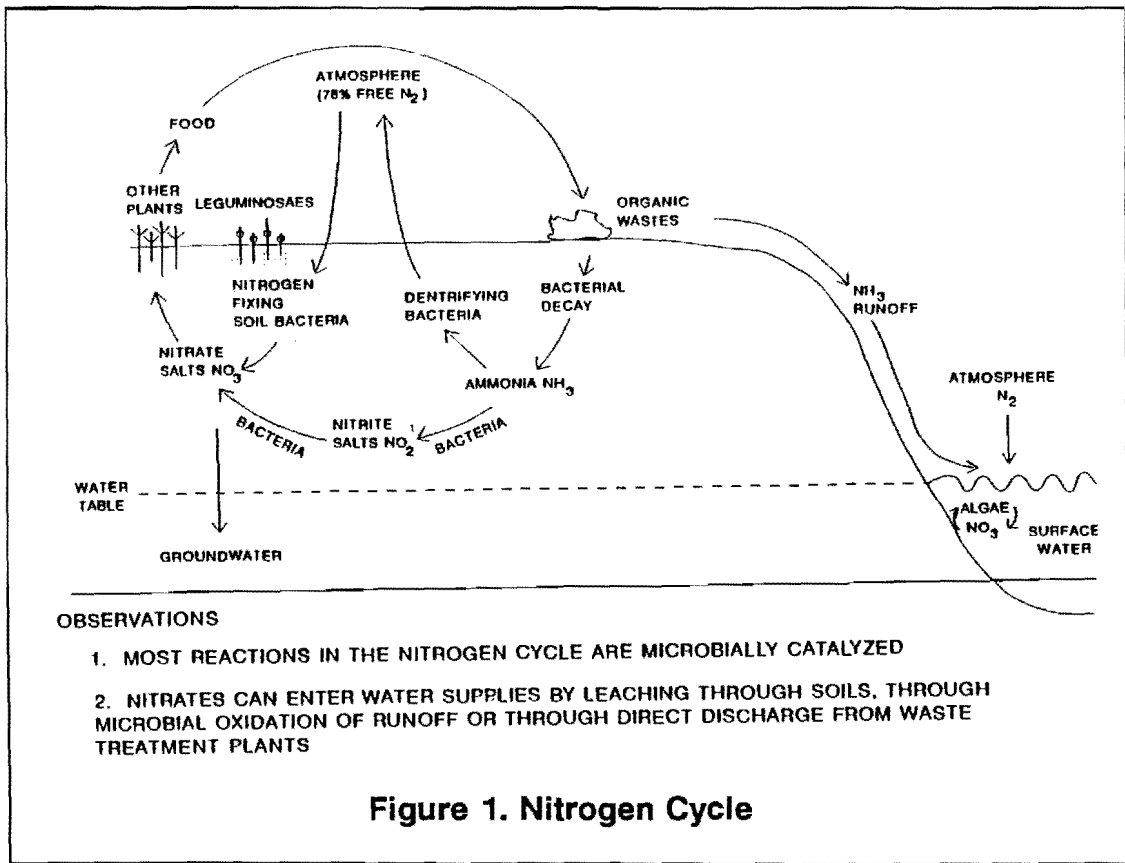 ATMOSPHERE
(78% FREE N2)
FOOD
OTHER
PLANTS
LEGUMINOSAES
ORGANIC
WASTES
NITROGEN
FIXING
SOIL BACTERIA
DENTRIFYING
BACTERIA
BACTERIAL
DECAY
NH3
RUNOFF
NITRATE
SALTS NO3
AMMONIA NH3
ATMOSPHERE
N2
BACTERIA
NITRITE
SALTS NO2
BACTERIA
WATER
TABLE
ALGAE
NO3
SURFACE
WATER
GROUNDWATER
OBSERVATIONS
1. MOST REACTIONS IN THE NITROGEN CYCLE ARE MICROBIALLY CATALYZED
2. NITRATES CAN ENTER WATER SUPPLIES BY LEACHING THROUGH SOILS, THROUGH
MICROBIAL OXIDATION OF RUNOFF OR THROUGH DIRECT DISCHARGE FROM WASTE
TREATMENT PLANTS
Figure 1. Nitrogen Cycle